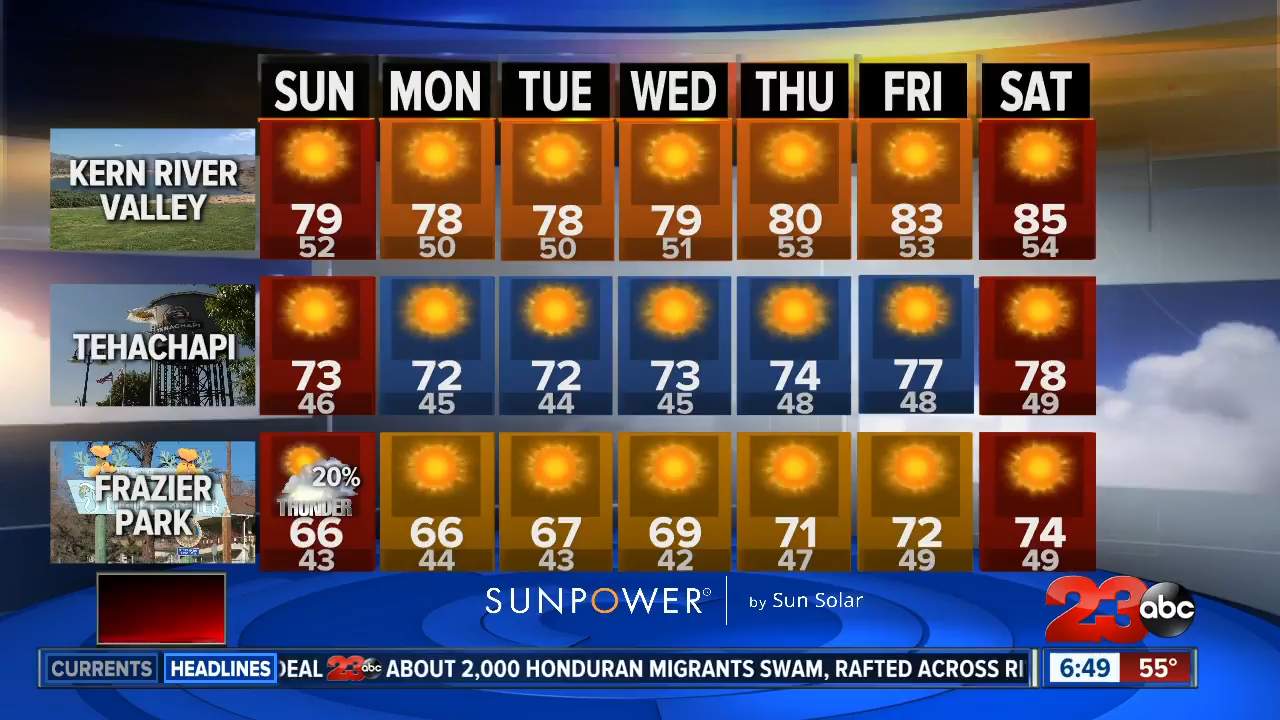 SUN MON TUE WED THU FRI SAT
KERN RIVER
VALLEY
79 78 78 79 80 83 85
52 50 50 51 53 53 54
TEHACHAPI
73 72 72 73 74 77 78
46 45 44 45 48 48 49
20%
THUNDER
FRAZIER
PARK
66 66 67 69 71 72 74
43 44 43 42 47 49 49
SUNPOWER® by Sun Solar
23 abc
CURRENTS HEADLINES DEAL 23 abc ABOUT 2,000 HONDURAN MIGRANTS SWAM, RAFTED ACROSS RI 6:49 55°